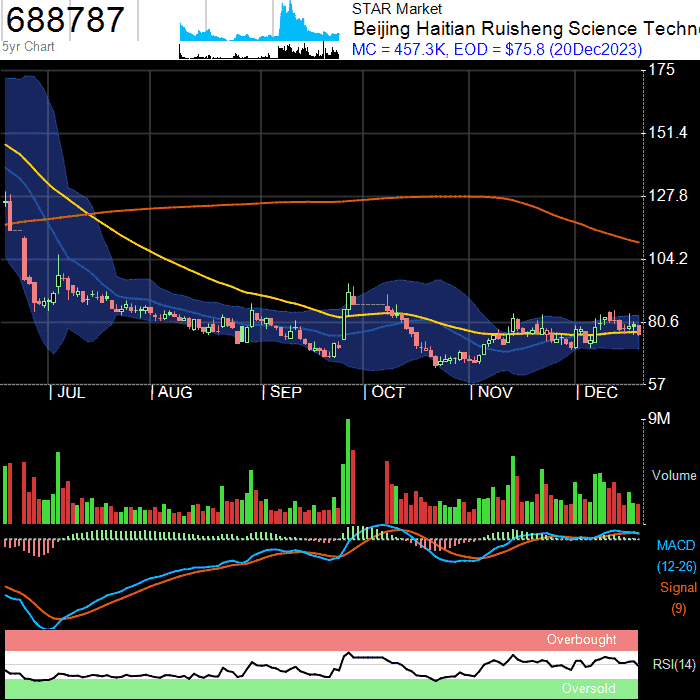 688787
5yr Chart
STAR Market
Beijing Haitian Ruisheng Science Techn
MC = 457.3K, EOD = $75.8 (20Dec2023)
175
151.4
127.8
104.2
80.6
57
JUL AUG SEP OCT NOV DEC
9M
Volume
MACD
(12-26)
Signal
(9)
Overbought
RSI(14)
Oversold